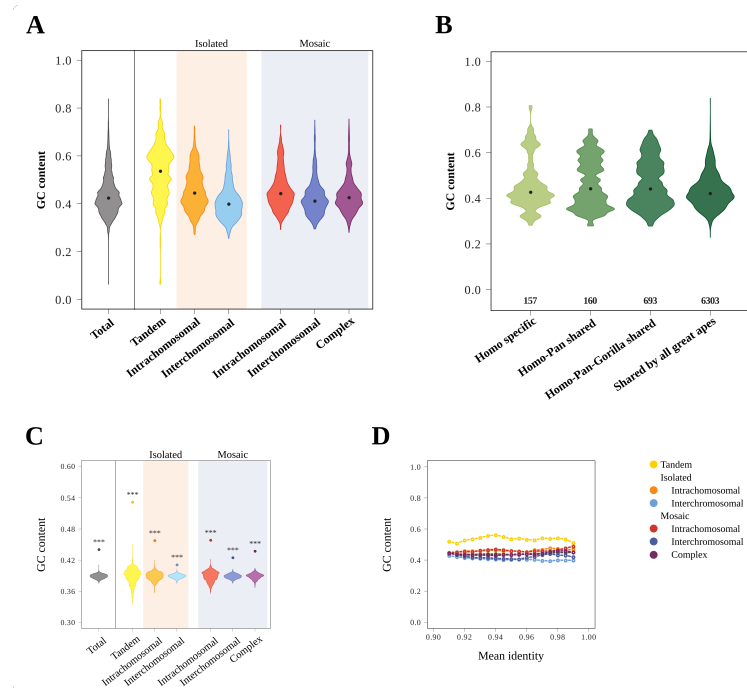 A
Isolated
Mosaic
1.0
0.8
0.6
0.4
0.2
0.0
GC content
Total
Tandem
Intrachomosomal
Interchomosomal
Intrachomosomal
Interchomosomal
Complex
B
1.0
0.8
0.6
0.4
0.2
0.0
GC content
157
160
693
6303
Homo specific
Homo-Pan shared
Homo-Pan-Gorilla shared
Shared by all great apes
C
Isolated
Mosaic
0.60
0.54
0.48
0.42
0.36
0.30
GC content
***
***
***
***
***
***
***
Total
Tandem
Intrachomosomal
Interchomosomal
Intrachomosomal
Interchomosomal
Complex
D
1.0
0.8
0.6
0.4
0.2
0.0
GC content
0.90
0.92
0.94
0.96
0.98
1.00
Mean identity
Tandem
Isolated
Intrachomosomal
Interchomosomal
Mosaic
Intrachomosomal
Interchomosomal
Complex